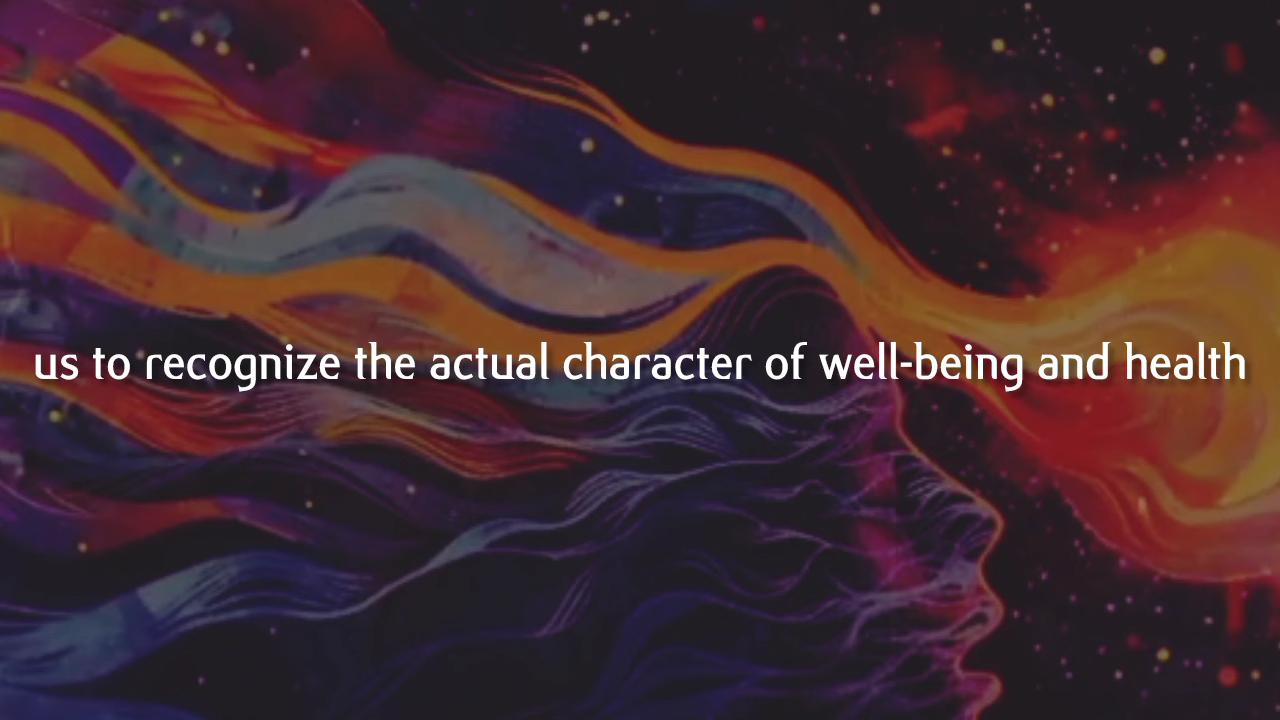 us to recognize the actual character of well-being and health